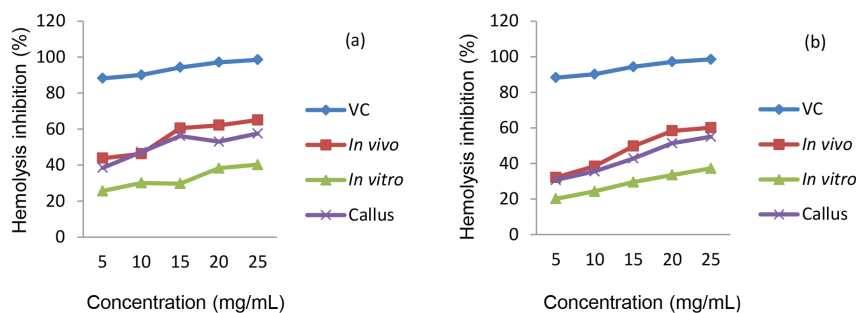 Hemolysis inhibition (%)
120
100
80
60
40
20
0
5 10 15 20 25
Concentration (mg/mL)
(a)
VC
In vivo
In vitro
Callus
Hemolysis inhibition (%)
120
100
80
60
40
20
0
5 10 15 20 25
Concentration (mg/mL)
(b)
VC
In vivo
In vitro
Callus